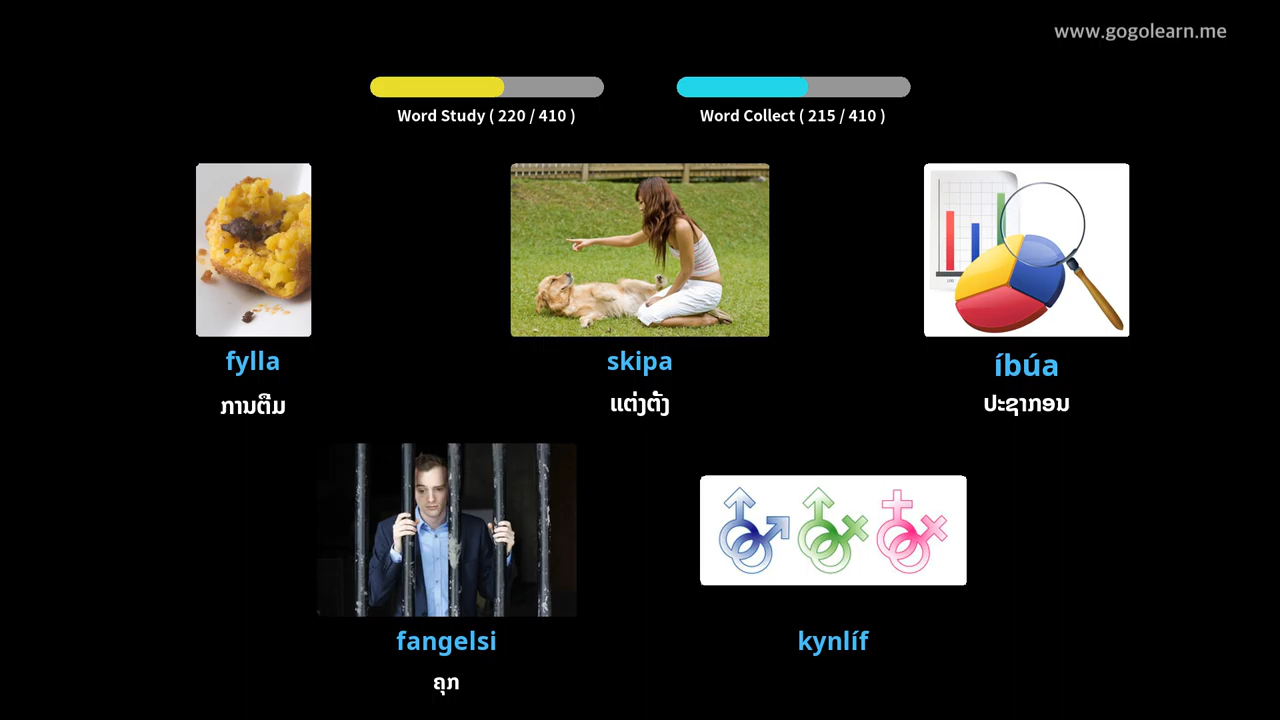 www.gogolearn.me
Word Study ( 220 / 410 )
Word Collect ( 215 / 410 )
fylla
skipa
íbúa
ການຕື່ມ
ແຕ່ງຕັ້ງ
ປະຊາກອນ
fangelsi
kynlíf
ຄຸກ